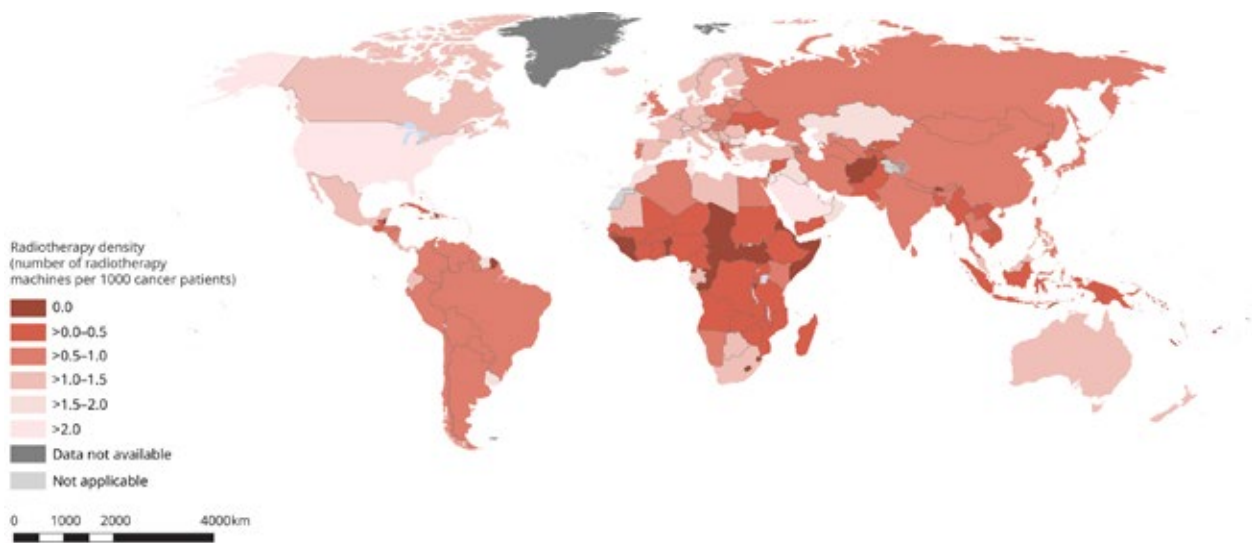 Radiotherapy density
(number of radiotherapy
machines per 1000 cancer patients)
0.0
>0.0–0.5
>0.5–1.0
>1.0–1.5
>1.5–2.0
>2.0
Data not available
Not applicable
0 1000 2000 4000km